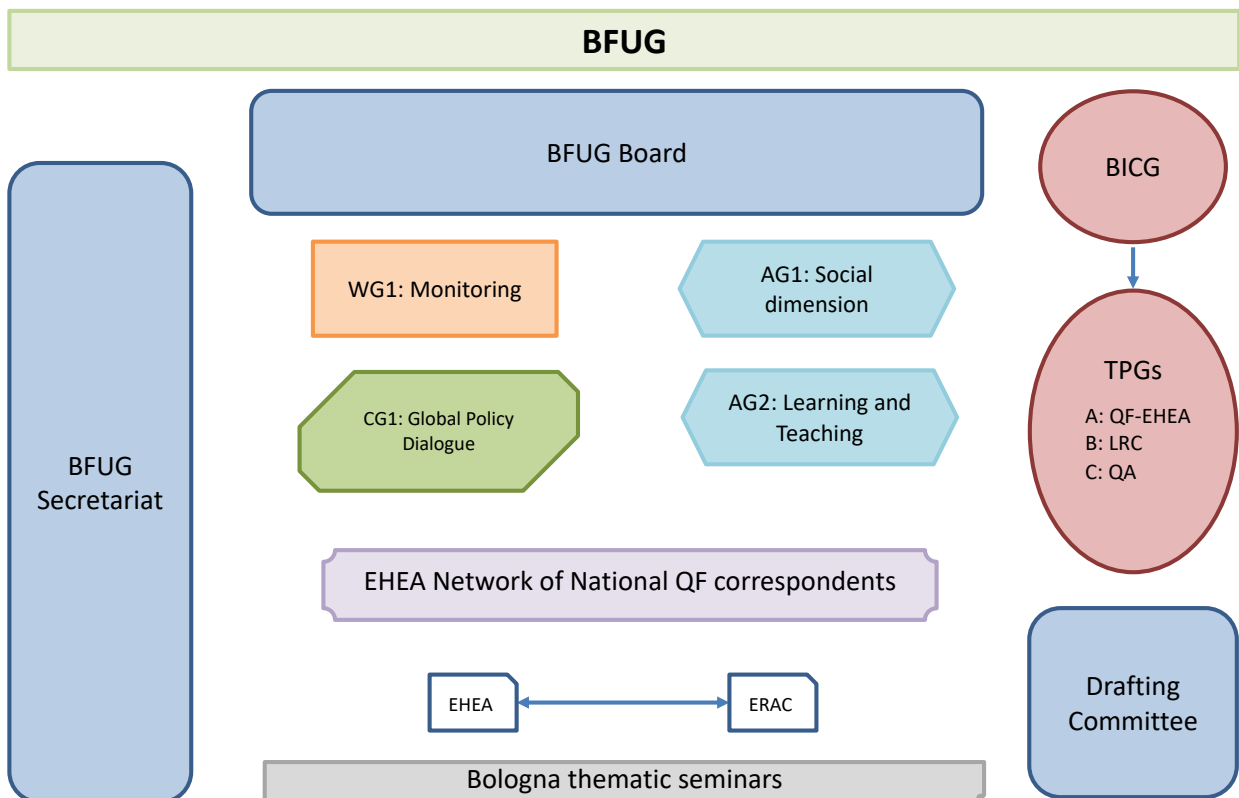 BFUG
BFUG Board
BICG
WG1: Monitoring
AG1: Social
dimension
TPGs
A: QF-EHEA
B: LRC
C: QA
CG1: Global Policy
Dialogue
AG2: Learning and
Teaching
BFUG
Secretariat
EHEA Network of National QF correspondents
EHEA
ERAC
Drafting
Committee
Bologna thematic seminars